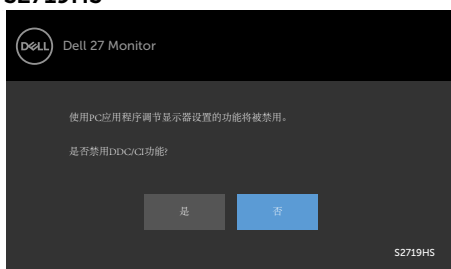 S2719HS
DELL
Dell 27 Monitor
使用PC应用程序调节显示器设置的功能将被禁用。
是否禁用DDC/CI功能?
是
否
S2719HS